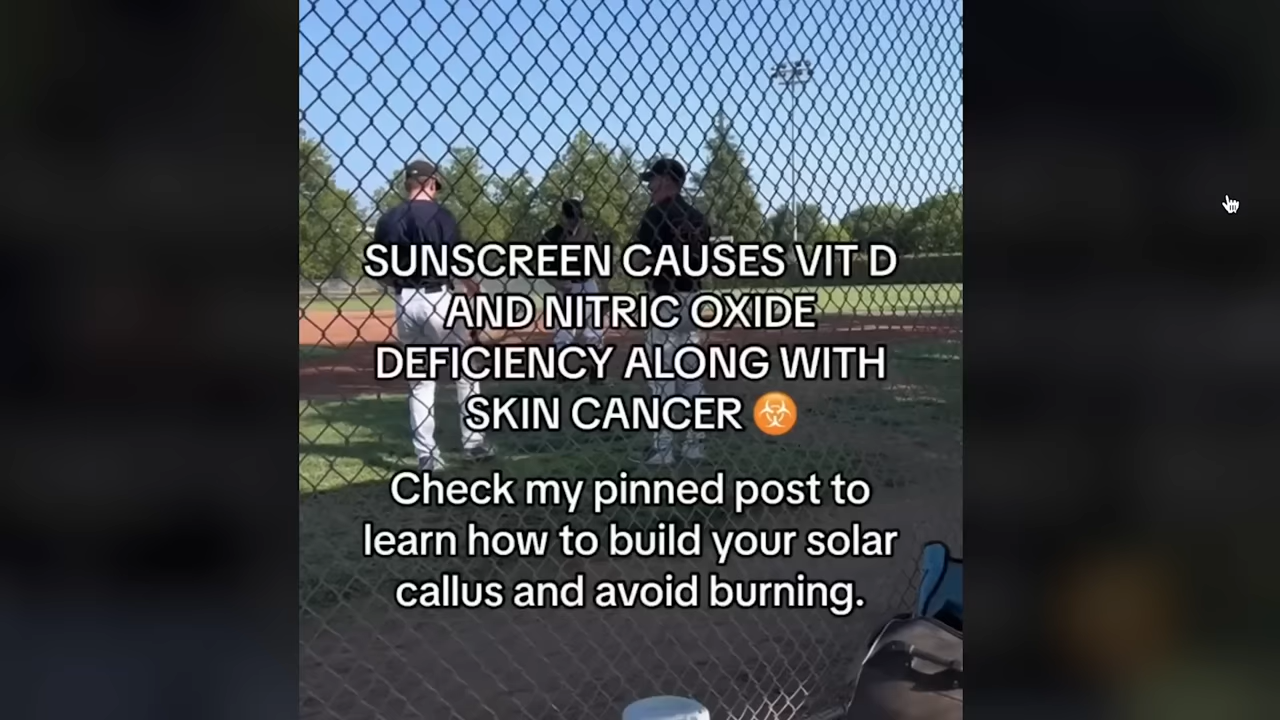 SUNSCREEN CAUSES VIT D
AND NITRIC OXIDE
DEFICIENCY ALONG WITH
SKIN CANCER ☣️
Check my pinned post to
learn how to build your solar
callus and avoid burning.